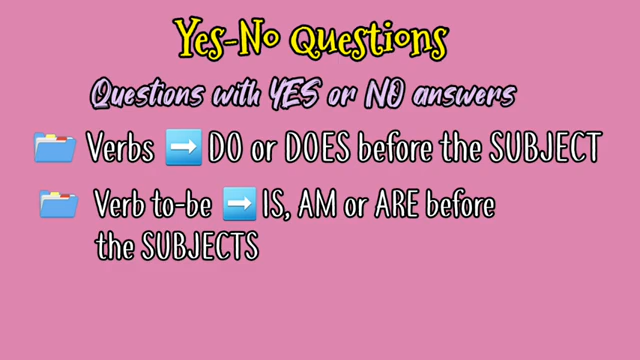 Yes-No Questions
Questions with YES or NO answers
📂 Verbs ➡️ DO or DOES before the SUBJECT
📂 Verb to-be ➡️ IS, AM or ARE before
the SUBJECTS